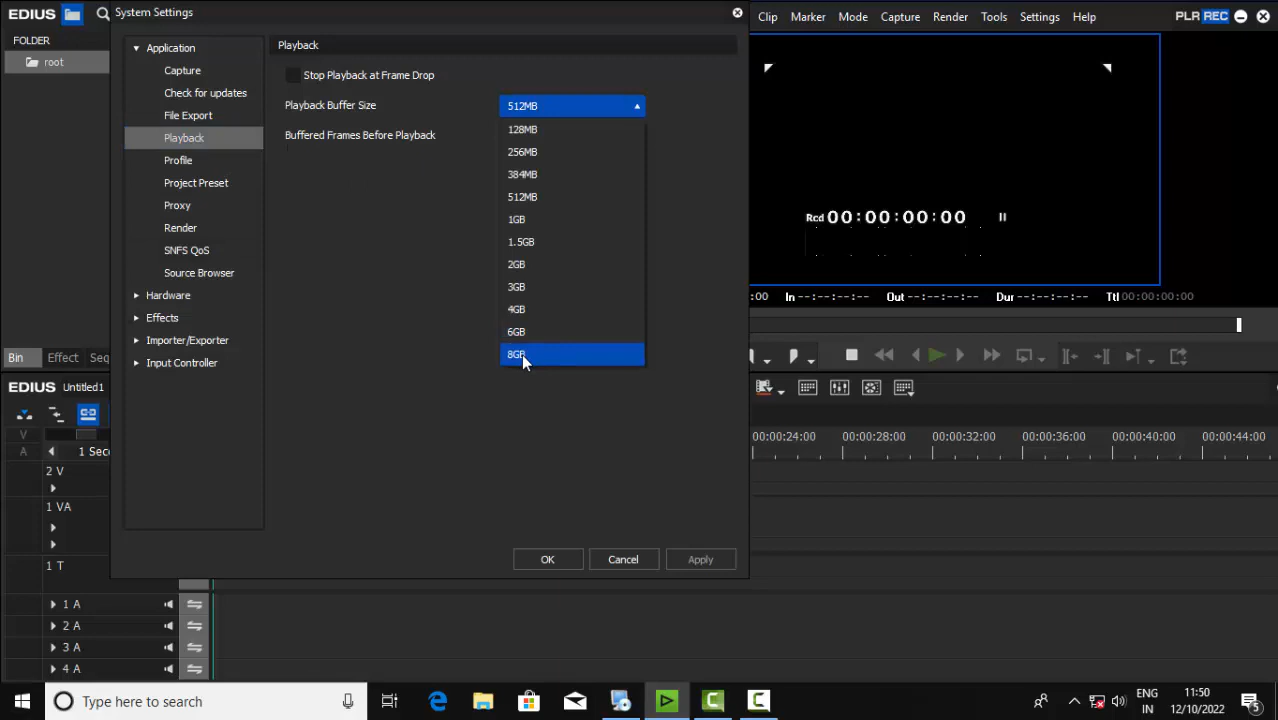 EDIUS
System Settings
Clip Marker Mode Capture Render Tools Settings Help
PLR REC
FOLDER
root
Application
Capture
Check for updates
File Export
Playback
Profile
Project Preset
Proxy
Render
SNFS QoS
Source Browser
Hardware
Effects
Importer/Exporter
Input Controller
Playback
Stop Playback at Frame Drop
Playback Buffer Size
512MB
128MB
256MB
384MB
512MB
1GB
1.5GB
2GB
3GB
4GB
6GB
8GB
Buffered Frames Before Playback
OK Cancel Apply
Rcd 00:00:00:00
:00 In --:--:--:-- Out --:--:--:-- Dur --:--:--:-- Ttl 00:00:00:00
Bin Effect Seq
EDIUS Untitled1
V
A
1 Seco
00:00:24:00 00:00:28:00 00:00:32:00 00:00:36:00 00:00:40:00 00:00:44:00
2 V
1 VA
1 T
1 A
2 A
3 A
4 A
Type here to search
ENG
IN
11:50
12/10/2022
5